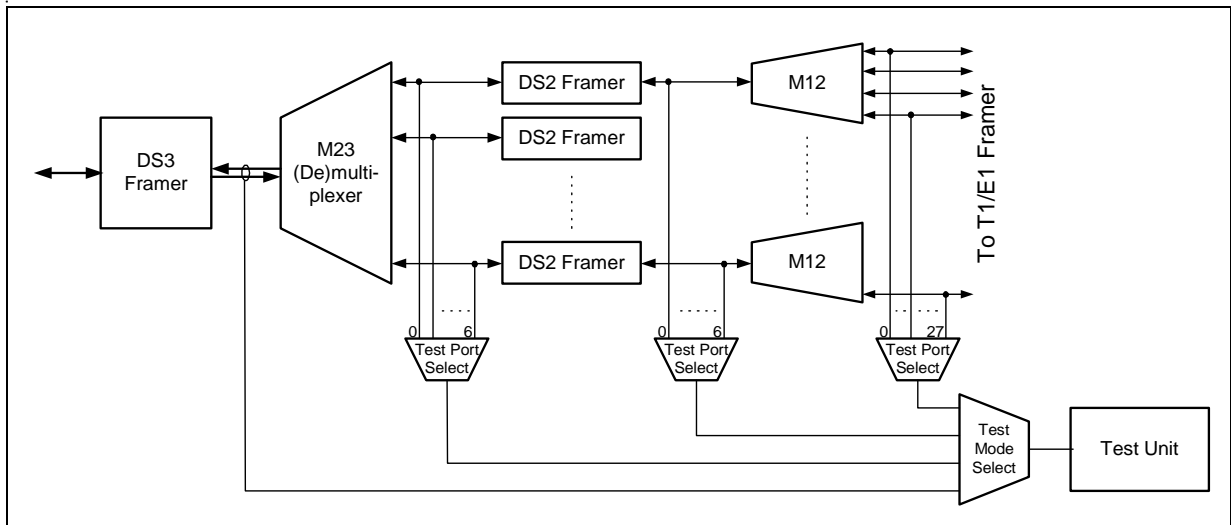 DS3
Framer
M23
(De)multi-
plexer
DS2 Framer
DS2 Framer
DS2 Framer
M12
M12
To T1/E1 Framer
0
6
Test Port
Select
0
6
Test Port
Select
0
27
Test Port
Select
Test
Mode
Select
Test Unit